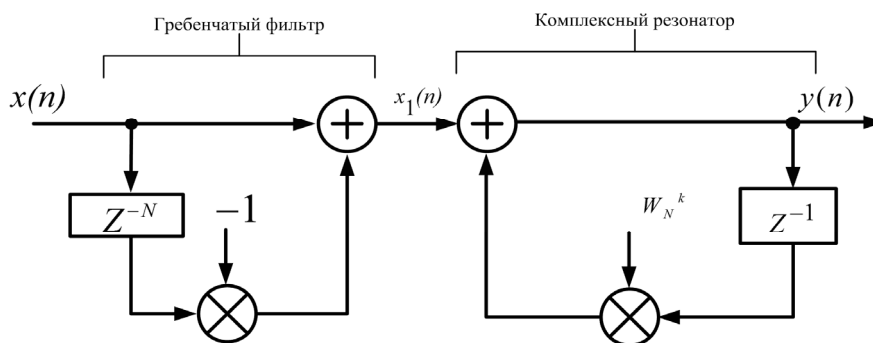 Гребенчатый фильтр
Комплексный резонатор
x(n)
x₁(n)
y(n)
Z⁻ᴺ
−1
W_N^k
Z⁻¹